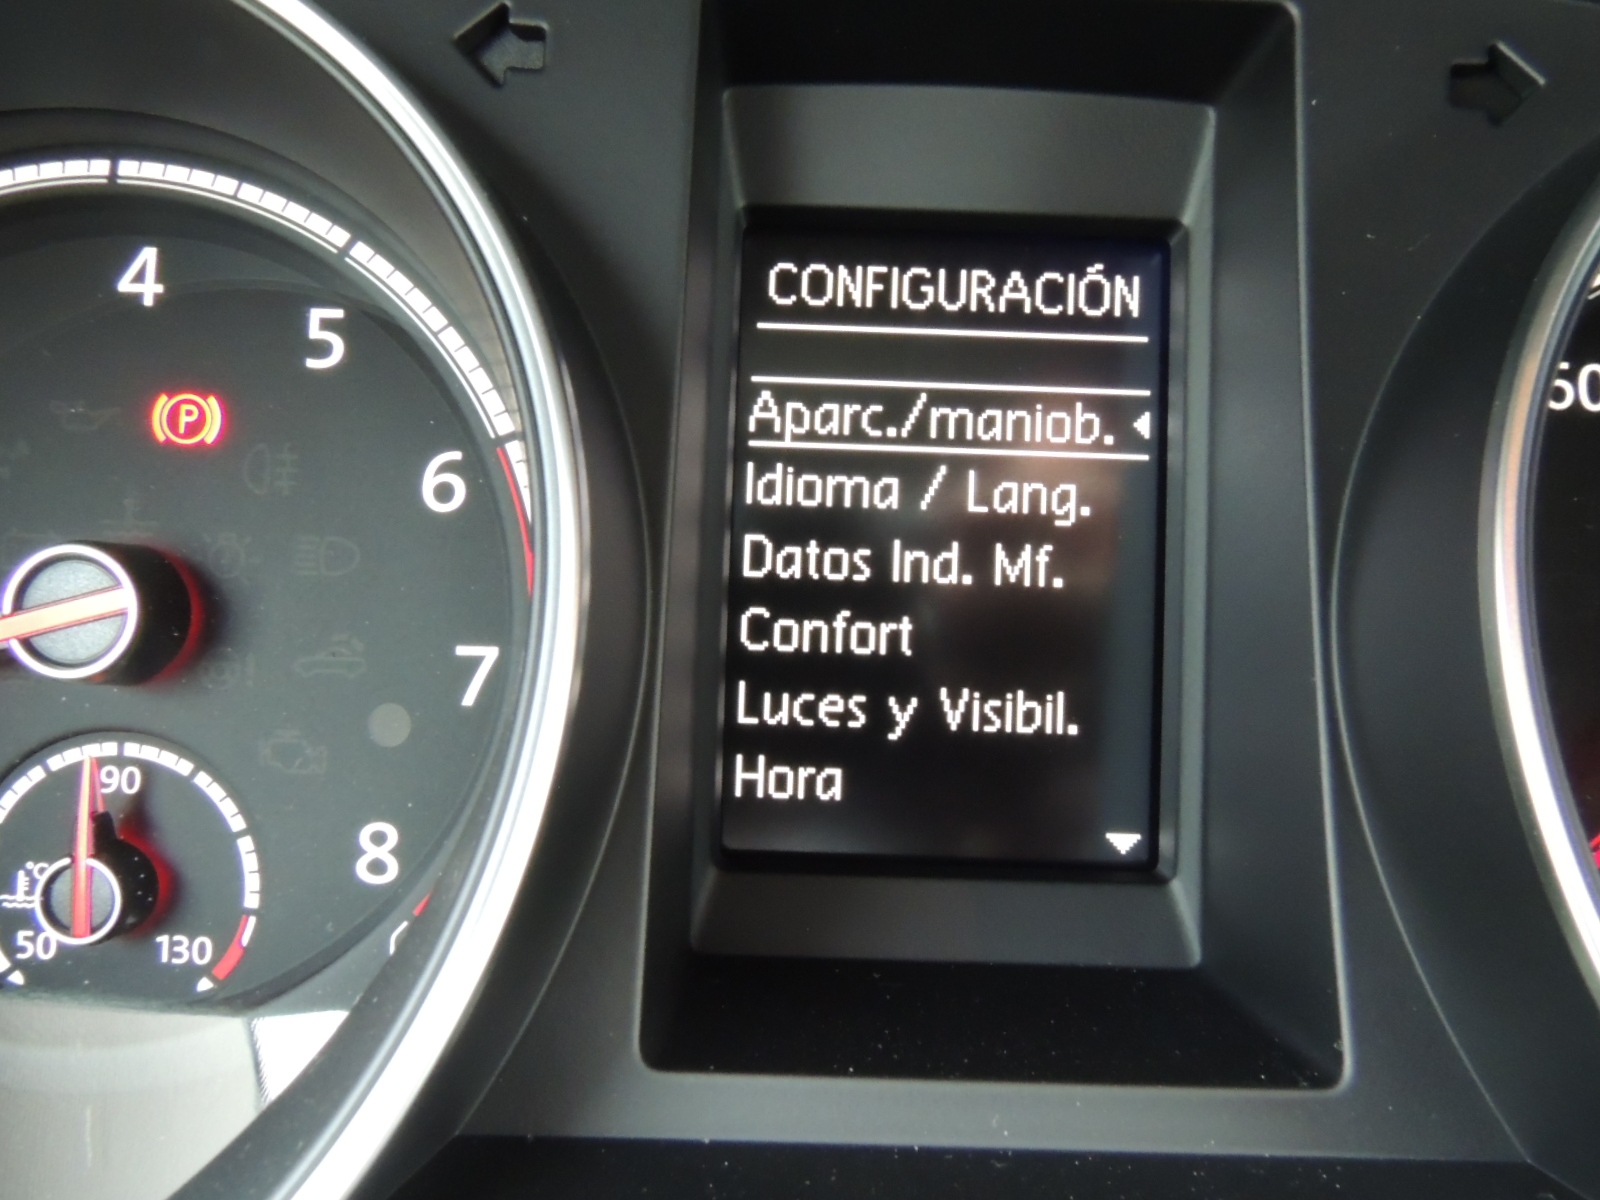 CONFIGURACIÓN
Aparc./maniob.
Idioma / Lang.
Datos Ind. Mf.
Confort
Luces y Visibil.
Hora
4
5
6
7
8
P
90
°C
50
130